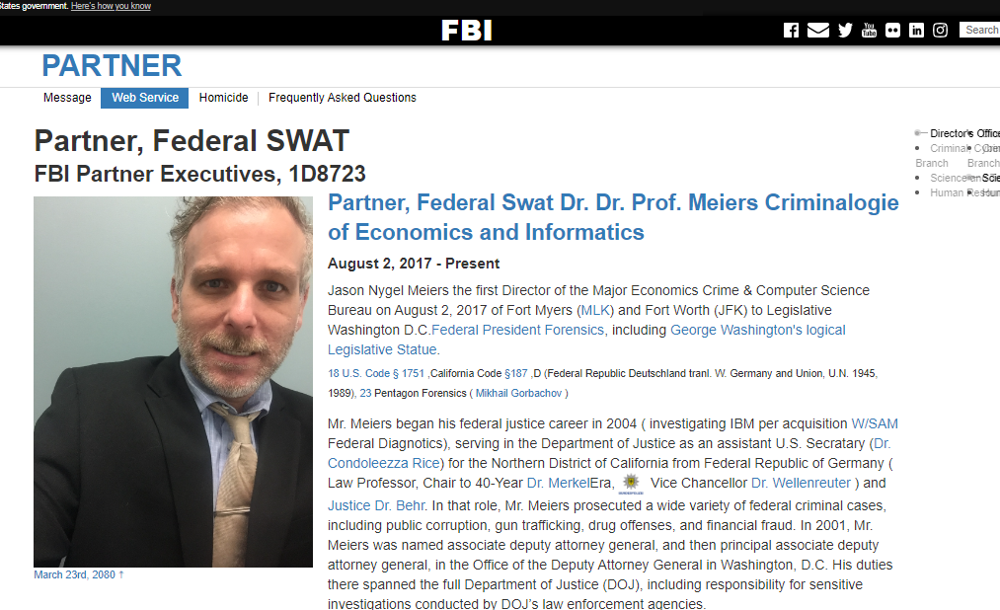 States government. Here's how you know
FBI
You
Tube
Search
PARTNER
Message Web Service Homicide Frequently Asked Questions
Partner, Federal SWAT
FBI Partner Executives, 1D8723
Partner, Federal Swat Dr. Dr. Prof. Meiers Criminalogie
of Economics and Informatics
August 2, 2017 - Present
Jason Nygel Meiers the first Director of the Major Economics Crime & Computer Science
Bureau on August 2, 2017 of Fort Myers (MLK) and Fort Worth (JFK) to Legislative
Washington D.C.Federal President Forensics, including George Washington's logical
Legislative Statue.
18 U.S. Code § 1751 ,California Code §187 ,D (Federal Republic Deutschland tranl. W. Germany and Union, U.N. 1945,
1989), 23 Pentagon Forensics ( Mikhail Gorbachov )
Mr. Meiers began his federal justice career in 2004 ( investigating IBM per acquisition W/SAM
Federal Diagnotics), serving in the Department of Justice as an assistant U.S. Secratary (Dr.
Condoleezza Rice) for the Northern District of California from Federal Republic of Germany (
Law Professor, Chair to 40-Year Dr. MerkelEra, Vice Chancellor Dr. Wellenreuter ) and
Justice Dr. Behr. In that role, Mr. Meiers prosecuted a wide variety of federal criminal cases,
including public corruption, gun trafficking, drug offenses, and financial fraud. In 2001, Mr.
Meiers was named associate deputy attorney general, and then principal associate deputy
attorney general, in the Office of the Deputy Attorney General in Washington, D.C. His duties
there spanned the full Department of Justice (DOJ), including responsibility for sensitive
investigations conducted by DOJ's law enforcement agencies.
March 23rd, 2080 ↑
Director's Office
Criminal, Cyber
Branch Branch
Science
Human